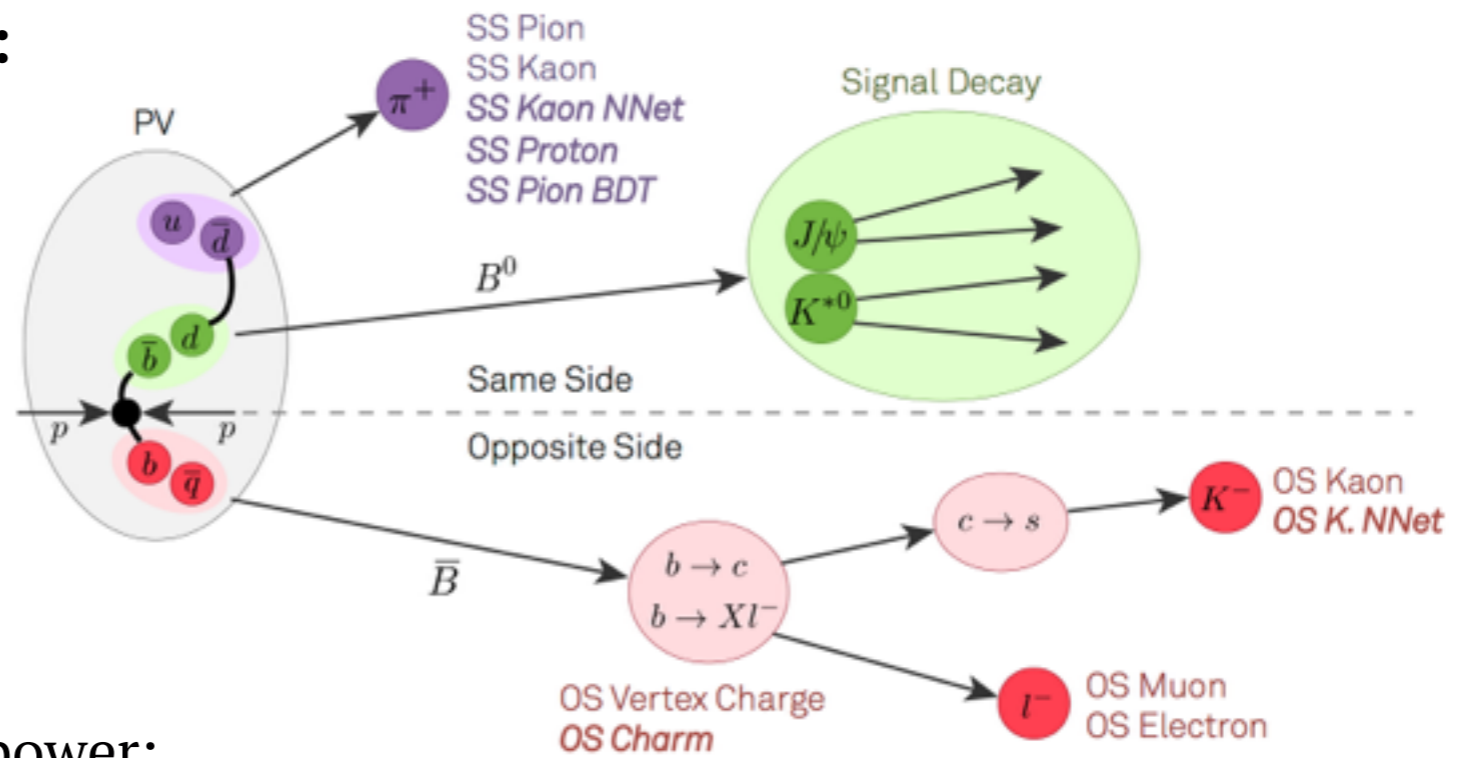 :
SS Pion
SS Kaon
SS Kaon NNet
SS Proton
SS Pion BDT
π⁺
PV
Signal Decay
u
d̅
J/ψ
K*⁰
B⁰
d
b̅
Same Side
p
p
Opposite Side
b
q̅
B̅
b → c
b → Xl⁻
c → s
K⁻
OS Kaon
OS K. NNet
l⁻
OS Muon
OS Electron
OS Vertex Charge
OS Charm
power: